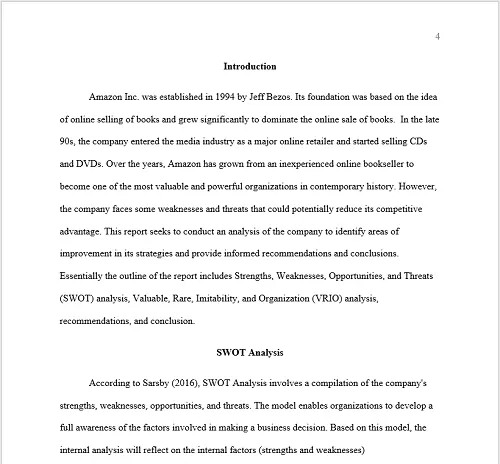 4
Introduction
Amazon Inc. was established in 1994 by Jeff Bezos. Its foundation was based on the idea
of online selling of books and grew significantly to dominate the online sale of books.  In the late
90s, the company entered the media industry as a major online retailer and started selling CDs
and DVDs. Over the years, Amazon has grown from an inexperienced online bookseller to
become one of the most valuable and powerful organizations in contemporary history. However,
the company faces some weaknesses and threats that could potentially reduce its competitive
advantage. This report seeks to conduct an analysis of the company to identify areas of
improvement in its strategies and provide informed recommendations and conclusions.
Essentially the outline of the report includes Strengths, Weaknesses, Opportunities, and Threats
(SWOT) analysis, Valuable, Rare, Imitability, and Organization (VRIO) analysis,
recommendations, and conclusion.
SWOT Analysis
According to Sarsby (2016), SWOT Analysis involves a compilation of the company's
strengths, weaknesses, opportunities, and threats. The model enables organizations to develop a
full awareness of the factors involved in making a business decision. Based on this model, the
internal analysis will reflect on the internal factors (strengths and weaknesses)